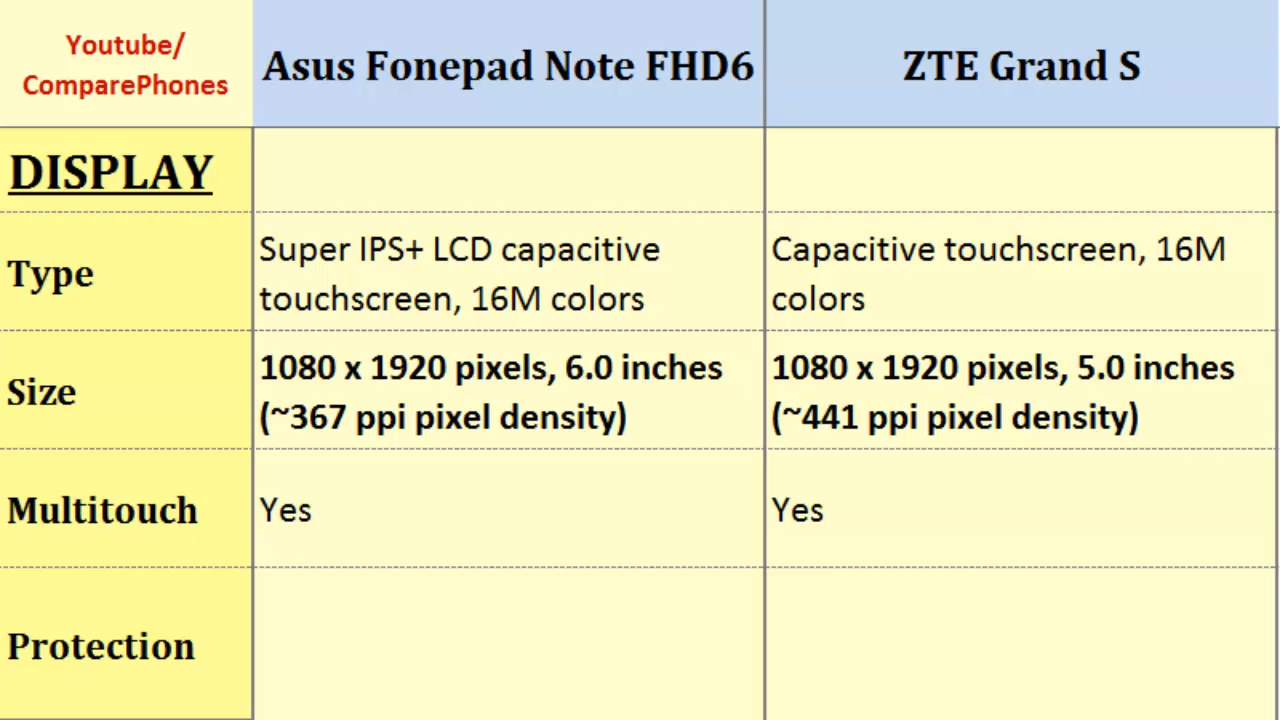 Youtube/
ComparePhones
Asus Fonepad Note FHD6
ZTE Grand S
DISPLAY
Type
Super IPS+ LCD capacitive
touchscreen, 16M colors
Capacitive touchscreen, 16M
colors
Size
1080 x 1920 pixels, 6.0 inches
(~367 ppi pixel density)
1080 x 1920 pixels, 5.0 inches
(~441 ppi pixel density)
Multitouch
Yes
Yes
Protection